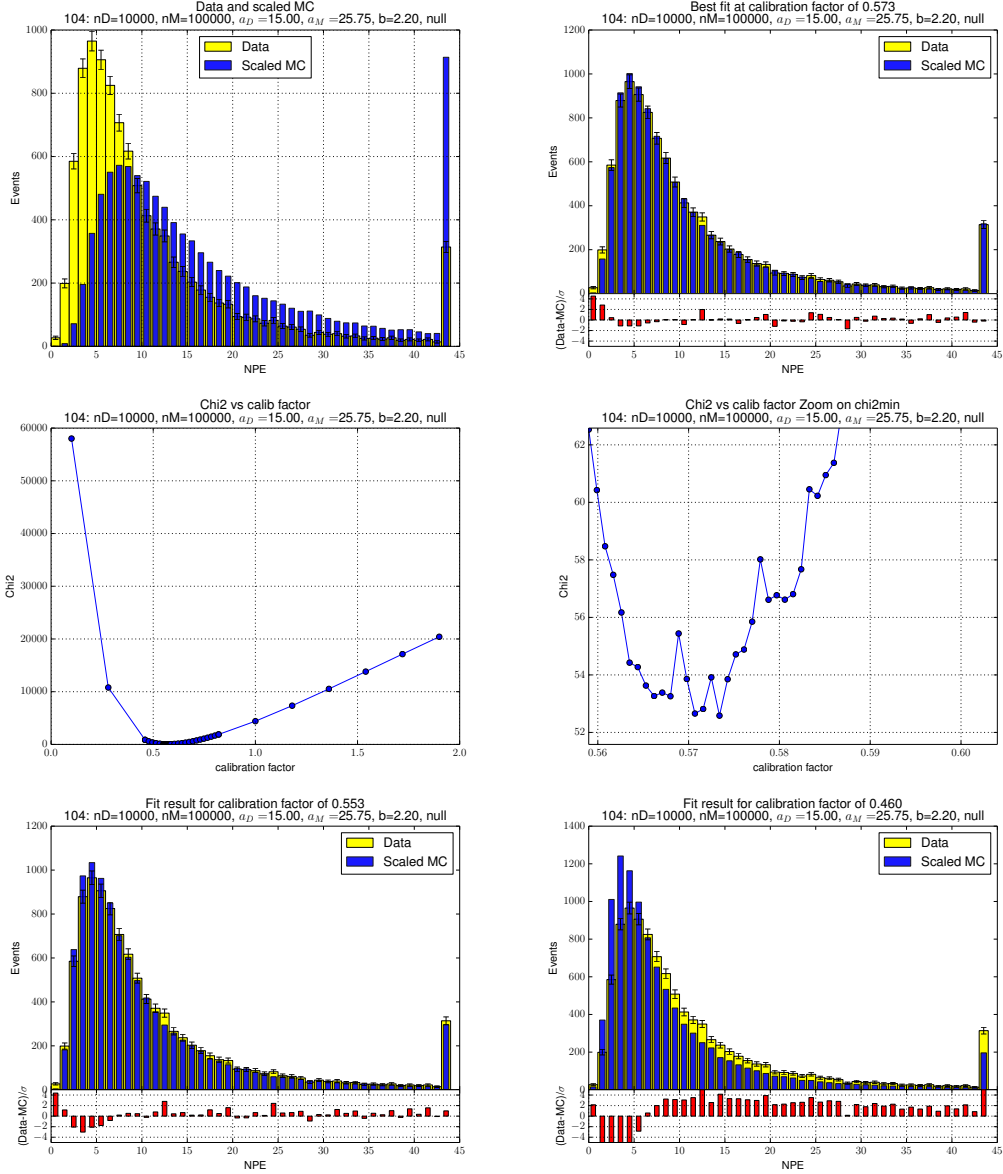 Data and scaled MC
104: nD=10000, nM=100000, a_D =15.00, a_M =25.75, b=2.20, null
Data
Scaled MC
Events
1000
800
600
400
200
0
0 5 10 15 20 25 30 35 40 45
NPE
Best fit at calibration factor of 0.573
104: nD=10000, nM=100000, a_D =15.00, a_M =25.75, b=2.20, null
Data
Scaled MC
Events
1200
1000
800
600
400
200
0
(Data-MC)/σ
4
2
0
−2
−4
0 5 10 15 20 25 30 35 40 45
NPE
Chi2 vs calib factor
104: nD=10000, nM=100000, a_D =15.00, a_M =25.75, b=2.20, null
Chi2
60000
50000
40000
30000
20000
10000
0
0.0 0.5 1.0 1.5 2.0
calibration factor
Chi2 vs calib factor Zoom on chi2min
104: nD=10000, nM=100000, a_D =15.00, a_M =25.75, b=2.20, null
Chi2
62
60
58
56
54
52
0.56 0.57 0.58 0.59 0.60
calibration factor
Fit result for calibration factor of 0.553
104: nD=10000, nM=100000, a_D =15.00, a_M =25.75, b=2.20, null
Data
Scaled MC
Events
1200
1000
800
600
400
200
0
(Data-MC)/σ
4
2
0
−2
−4
0 5 10 15 20 25 30 35 40 45
NPE
Fit result for calibration factor of 0.460
104: nD=10000, nM=100000, a_D =15.00, a_M =25.75, b=2.20, null
Data
Scaled MC
Events
1400
1200
1000
800
600
400
200
0
(Data-MC)/σ
4
2
0
−2
−4
0 5 10 15 20 25 30 35 40 45
NPE